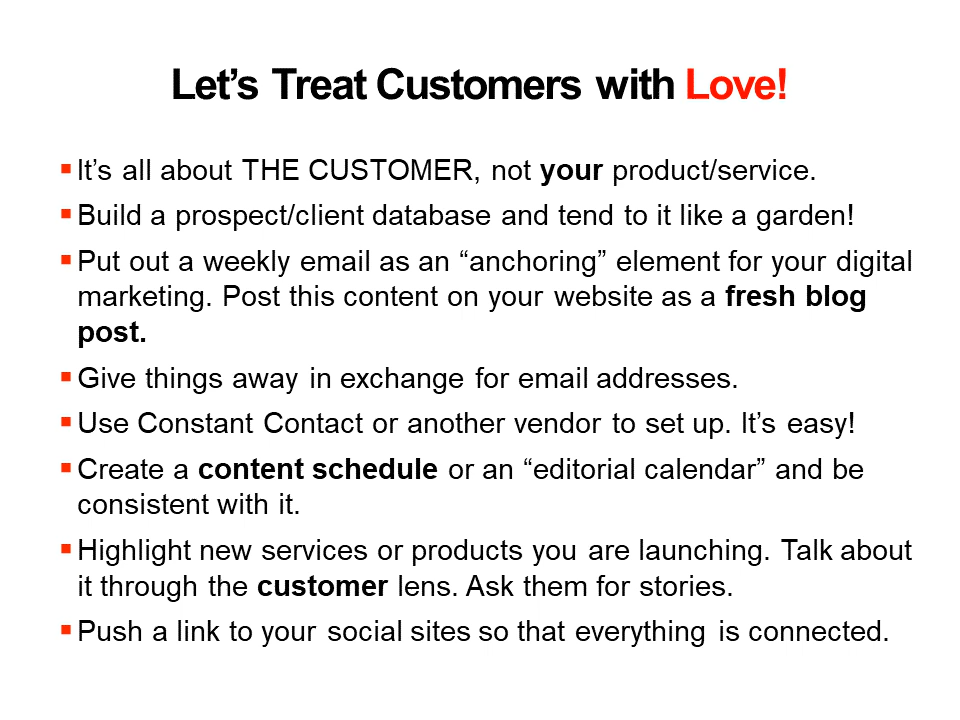 Let’s Treat Customers with Love!
▪It’s all about THE CUSTOMER, not your product/service.
▪Build a prospect/client database and tend to it like a garden!
▪Put out a weekly email as an “anchoring” element for your digital
marketing. Post this content on your website as a fresh blog
post.
▪Give things away in exchange for email addresses.
▪Use Constant Contact or another vendor to set up. It’s easy!
▪Create a content schedule or an “editorial calendar” and be
consistent with it.
▪Highlight new services or products you are launching. Talk about
it through the customer lens. Ask them for stories.
▪Push a link to your social sites so that everything is connected.